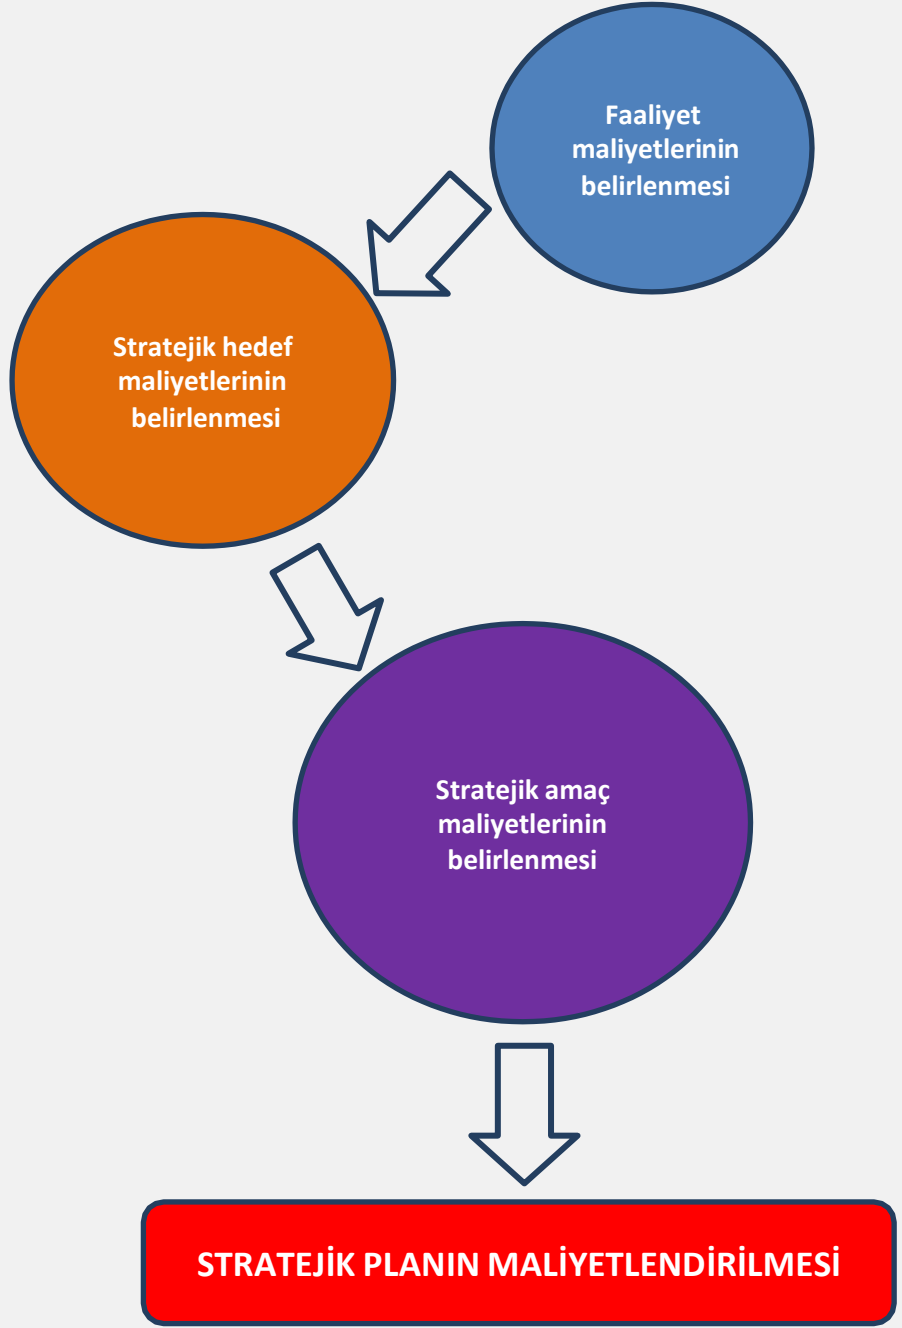 Faaliyet
maliyetlerinin
belirlenmesi
Stratejik hedef
maliyetlerinin
belirlenmesi
Stratejik amaç
maliyetlerinin
belirlenmesi
STRATEJİK PLANIN MALİYETLENDİRİLMESİ